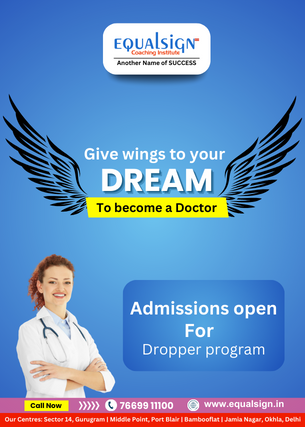 EQUALSIGN
Coaching Institute
Another Name of SUCCESS
Give wings to your
DREAM
To become a Doctor
Admissions open
For
Dropper program
Call Now 76699 11100 www.equalsign.in
Our Centres: Sector 14, Gurugram | Middle Point, Port Blair | Bambooflat | Jamia Nagar, Okhla, Delhi